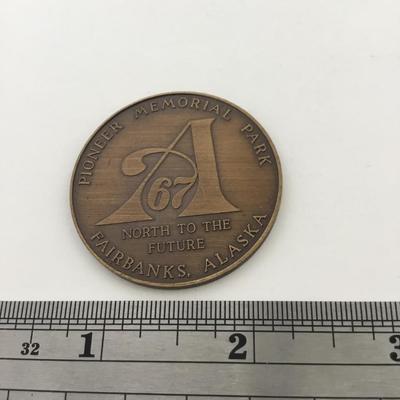 PIONEER MEMORIAL PARK
A
67
NORTH TO THE
FUTURE
FAIRBANKS, ALASKA
32 1 2 3